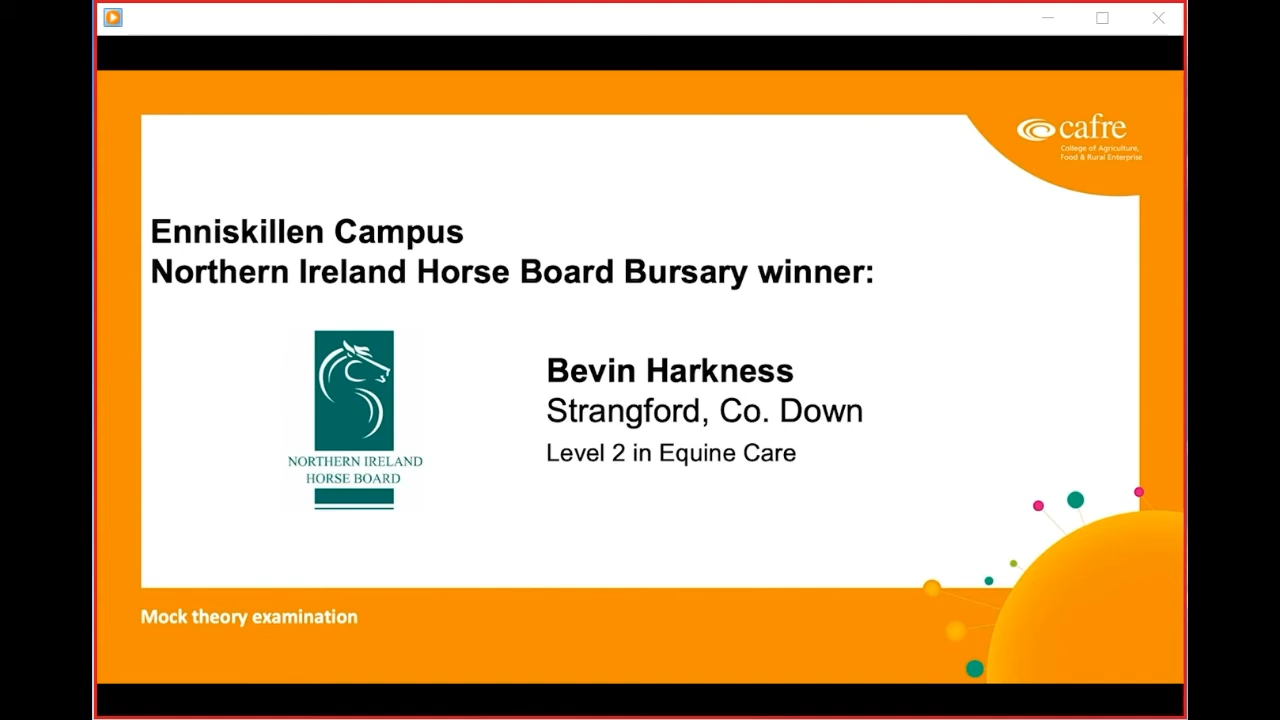 cafre
College of Agriculture,
Food & Rural Enterprise
Enniskillen Campus
Northern Ireland Horse Board Bursary winner:
Bevin Harkness
Strangford, Co. Down
Level 2 in Equine Care
NORTHERN IRELAND
HORSE BOARD
Mock theory examination